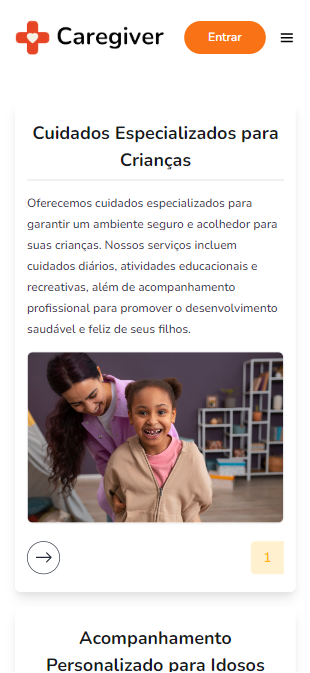 Caregiver
Entrar
Cuidados Especializados para
Crianças
Oferecemos cuidados especializados para
garantir um ambiente seguro e acolhedor para
suas crianças. Nossos serviços incluem
cuidados diários, atividades educacionais e
recreativas, além de acompanhamento
profissional para promover o desenvolvimento
saudável e feliz de seus filhos.
1
Acompanhamento
Personalizado para Idosos